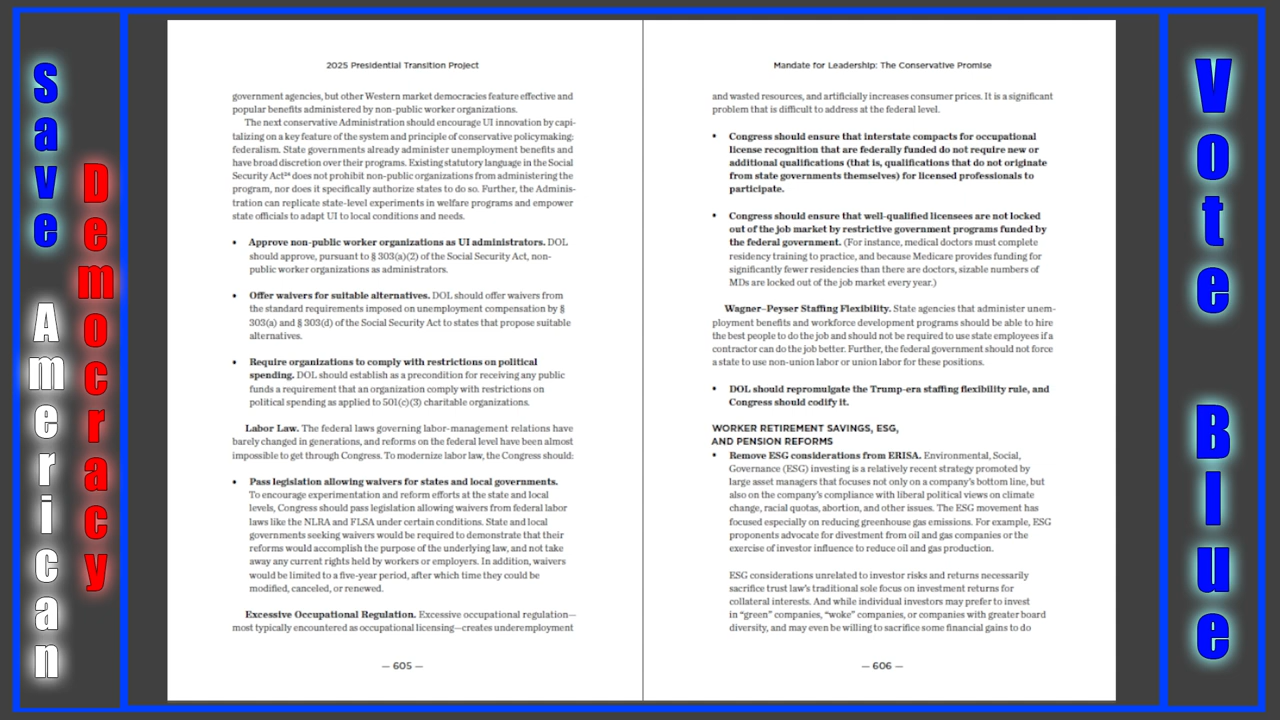 Save American
Democracy
2025 Presidential Transition Project
government agencies, but other Western market democracies feature effective and
popular benefits administered by non-public worker organizations.
The next conservative Administration should encourage UI innovation by capi-
talizing on a key feature of the system and principle of conservative policymaking:
federalism. State governments already administer unemployment benefits and
have broad discretion over their programs. Existing statutory language in the Social
Security Act²⁴ does not prohibit non-public organizations from administering the
program, nor does it specifically authorize states to do so. Further, the Adminis-
tration can replicate state-level experiments in welfare programs and empower
state officials to adapt UI to local conditions and needs.
• Approve non-public worker organizations as UI administrators. DOL
should approve, pursuant to § 303(a)(2) of the Social Security Act, non-
public worker organizations as administrators.
• Offer waivers for suitable alternatives. DOL should offer waivers from
the standard requirements imposed on unemployment compensation by §
303(a) and § 303(d) of the Social Security Act to states that propose suitable
alternatives.
• Require organizations to comply with restrictions on political
spending. DOL should establish as a precondition for receiving any public
funds a requirement that an organization comply with restrictions on
political spending as applied to 501(c)(3) charitable organizations.
Labor Law. The federal laws governing labor-management relations have
barely changed in generations, and reforms on the federal level have been almost
impossible to get through Congress. To modernize labor law, the Congress should:
• Pass legislation allowing waivers for states and local governments.
To encourage experimentation and reform efforts at the state and local
levels, Congress should pass legislation allowing waivers from federal labor
laws like the NLRA and FLSA under certain conditions. State and local
governments seeking waivers would be required to demonstrate that their
reforms would accomplish the purpose of the underlying law, and not take
away any current rights held by workers or employers. In addition, waivers
would be limited to a five-year period, after which time they could be
modified, canceled, or renewed.
Excessive Occupational Regulation. Excessive occupational regulation—
most typically encountered as occupational licensing—creates underemployment
— 605 —
Mandate for Leadership: The Conservative Promise
and wasted resources, and artificially increases consumer prices. It is a significant
problem that is difficult to address at the federal level.
• Congress should ensure that interstate compacts for occupational
license recognition that are federally funded do not require new or
additional qualifications (that is, qualifications that do not originate
from state governments themselves) for licensed professionals to
participate.
• Congress should ensure that well-qualified licensees are not locked
out of the job market by restrictive government programs funded by
the federal government. (For instance, medical doctors must complete
residency training to practice, and because Medicare provides funding for
significantly fewer residencies than there are doctors, sizable numbers of
MDs are locked out of the job market every year.)
Wagner–Peyser Staffing Flexibility. State agencies that administer unem-
ployment benefits and workforce development programs should be able to hire
the best people to do the job and should not be required to use state employees if a
contractor can do the job better. Further, the federal government should not force
a state to use non-union labor or union labor for these positions.
• DOL should repromulgate the Trump-era staffing flexibility rule, and
Congress should codify it.
WORKER RETIREMENT SAVINGS, ESG,
AND PENSION REFORMS
• Remove ESG considerations from ERISA. Environmental, Social,
Governance (ESG) investing is a relatively recent strategy promoted by
large asset managers that focuses not only on a company’s bottom line, but
also on the company’s compliance with liberal political views on climate
change, racial quotas, abortion, and other issues. The ESG movement has
focused especially on reducing greenhouse gas emissions. For example, ESG
proponents advocate for divestment from oil and gas companies or the
exercise of investor influence to reduce oil and gas production.
ESG considerations unrelated to investor risks and returns necessarily
sacrifice trust law’s traditional sole focus on investment returns for
collateral interests. And while individual investors may prefer to invest
in “green” companies, “woke” companies, or companies with greater board
diversity, and may even be willing to sacrifice some financial gains to do
— 606 —
Vote Blue